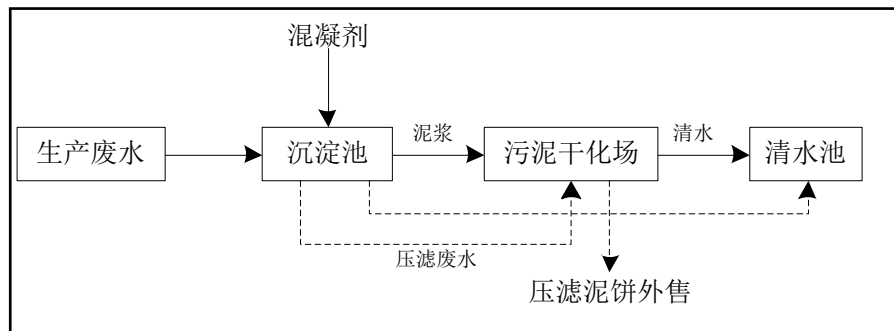 混凝剂
生产废水
沉淀池
泥浆
污泥干化场
清水
清水池
压滤废水
压滤泥饼外售